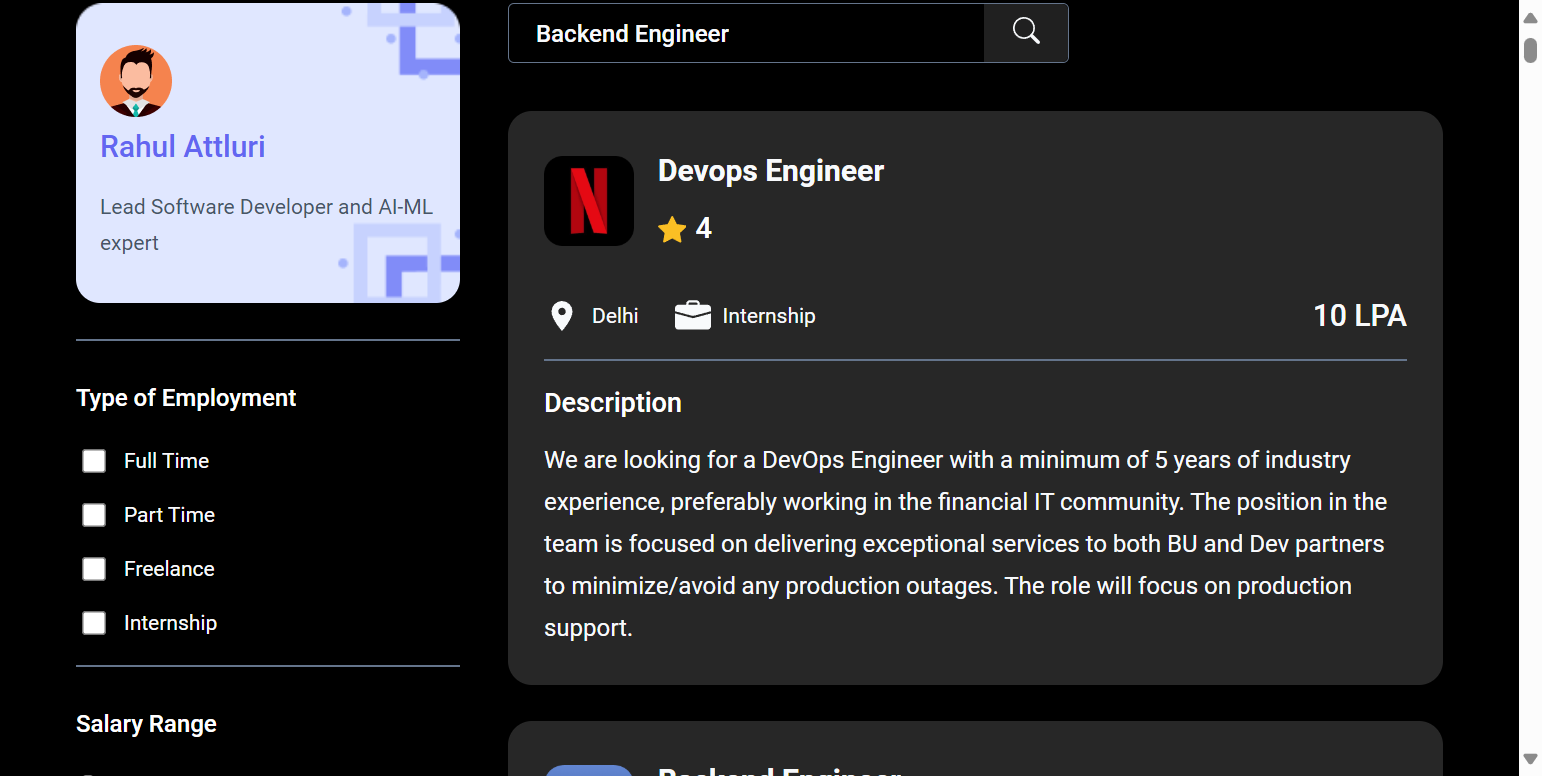 Rahul Attluri
Lead Software Developer and AI-ML
expert
Type of Employment
Full Time
Part Time
Freelance
Internship
Salary Range
Backend Engineer
Devops Engineer
4
Delhi
Internship
10 LPA
Description
We are looking for a DevOps Engineer with a minimum of 5 years of industry
experience, preferably working in the financial IT community. The position in the
team is focused on delivering exceptional services to both BU and Dev partners
to minimize/avoid any production outages. The role will focus on production
support.
Backend Engineer